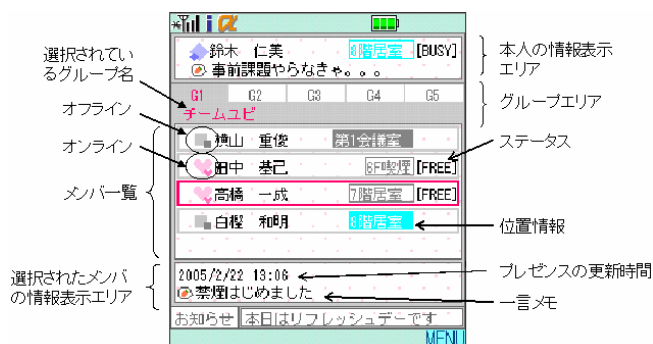 鈴木 仁美 8階居室 [BUSY]
事前課題やらなきゃ。。。
本人の情報表示
エリア
選択されてい
るグループ名
G1 G2 G3 G4 G5
チームユビ
グループエリア
オフライン
横山 重俊 第1会議室
ステータス
オンライン
田中 基己 6F喫煙 [FREE]
メンバ一覧
高橋 一成 7階居室 [FREE]
白樫 和明 8階居室
位置情報
選択されたメンバ
の情報表示エリア
2005/2/22 13:06
プレゼンスの更新時間
禁煙はじめました
一言メモ
お知らせ 本日はリフレッシュデーです
MENU